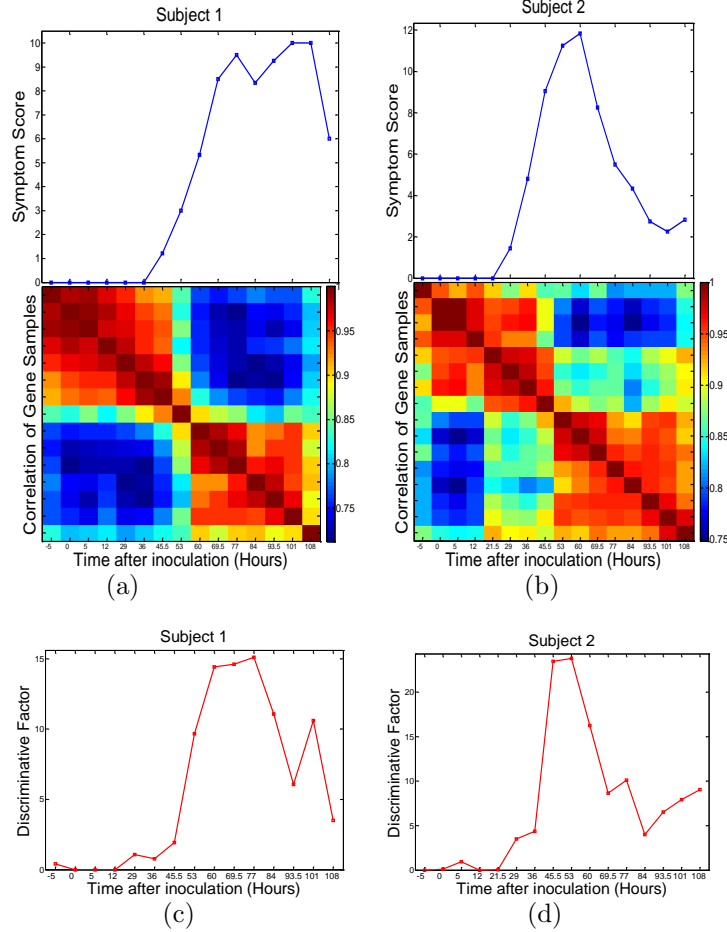 Subject 1
Subject 2
Symptom Score
10
9
8
7
6
5
4
3
2
1
0
Symptom Score
12
10
8
6
4
2
0
Correlation of Gene Samples
0.95
0.9
0.85
0.8
0.75
Correlation of Gene Samples
1
0.95
0.9
0.85
0.8
0.75
-5 0 5 12 29 36 45.5 53 60 69.5 77 84 93.5 101 108
Time after inoculation (Hours)
-5 0 5 12 21.5 29 36 45.5 53 60 69.5 77 84 93.5 101 108
Time after inoculation (Hours)
(a)
(b)
Subject 1
Subject 2
Discriminative Factor
15
10
5
0
Discriminative Factor
20
15
10
5
0
-5 0 5 12 29 36 45.5 53 60 69.5 77 84 93.5 101 108
Time after inoculation (Hours)
-5 0 5 12 21.5 29 36 45.5 53 60 69.5 77 84 93.5 101 108
Time after inoculation (Hours)
(c)
(d)